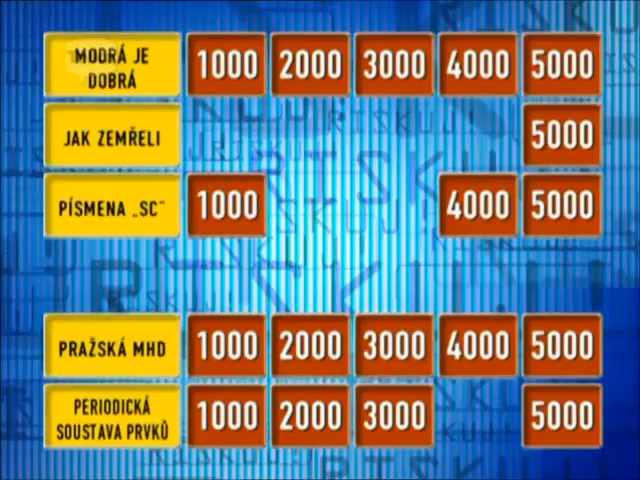 MODRÁ JE
DOBRÁ
1000 2000 3000 4000 5000
JAK ZEMŘELI
5000
PÍSMENA „SC“
1000 4000 5000
PRAŽSKÁ MHD
1000 2000 3000 4000 5000
PERIODICKÁ
SOUSTAVA PRVKŮ
1000 2000 3000 5000
RISKUJ!